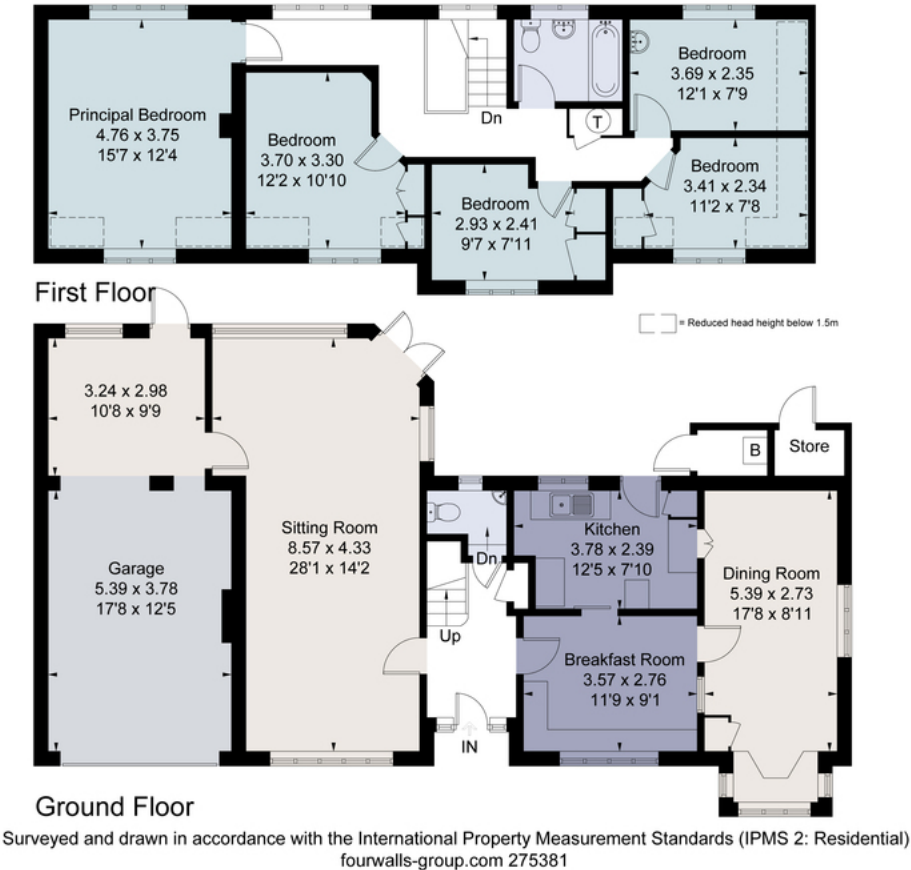 Principal Bedroom
4.76 x 3.75
15'7 x 12'4
Bedroom
3.70 x 3.30
12'2 x 10'10
Dn
T
Bedroom
3.69 x 2.35
12'1 x 7'9
Bedroom
2.93 x 2.41
9'7 x 7'11
Bedroom
3.41 x 2.34
11'2 x 7'8
First Floor
= Reduced head height below 1.5m
3.24 x 2.98
10'8 x 9'9
Garage
5.39 x 3.78
17'8 x 12'5
Sitting Room
8.57 x 4.33
28'1 x 14'2
Dn
Up
IN
Kitchen
3.78 x 2.39
12'5 x 7'10
Breakfast Room
3.57 x 2.76
11'9 x 9'1
B
Store
Dining Room
5.39 x 2.73
17'8 x 8'11
Ground Floor
Surveyed and drawn in accordance with the International Property Measurement Standards (IPMS 2: Residential)
fourwalls-group.com 275381